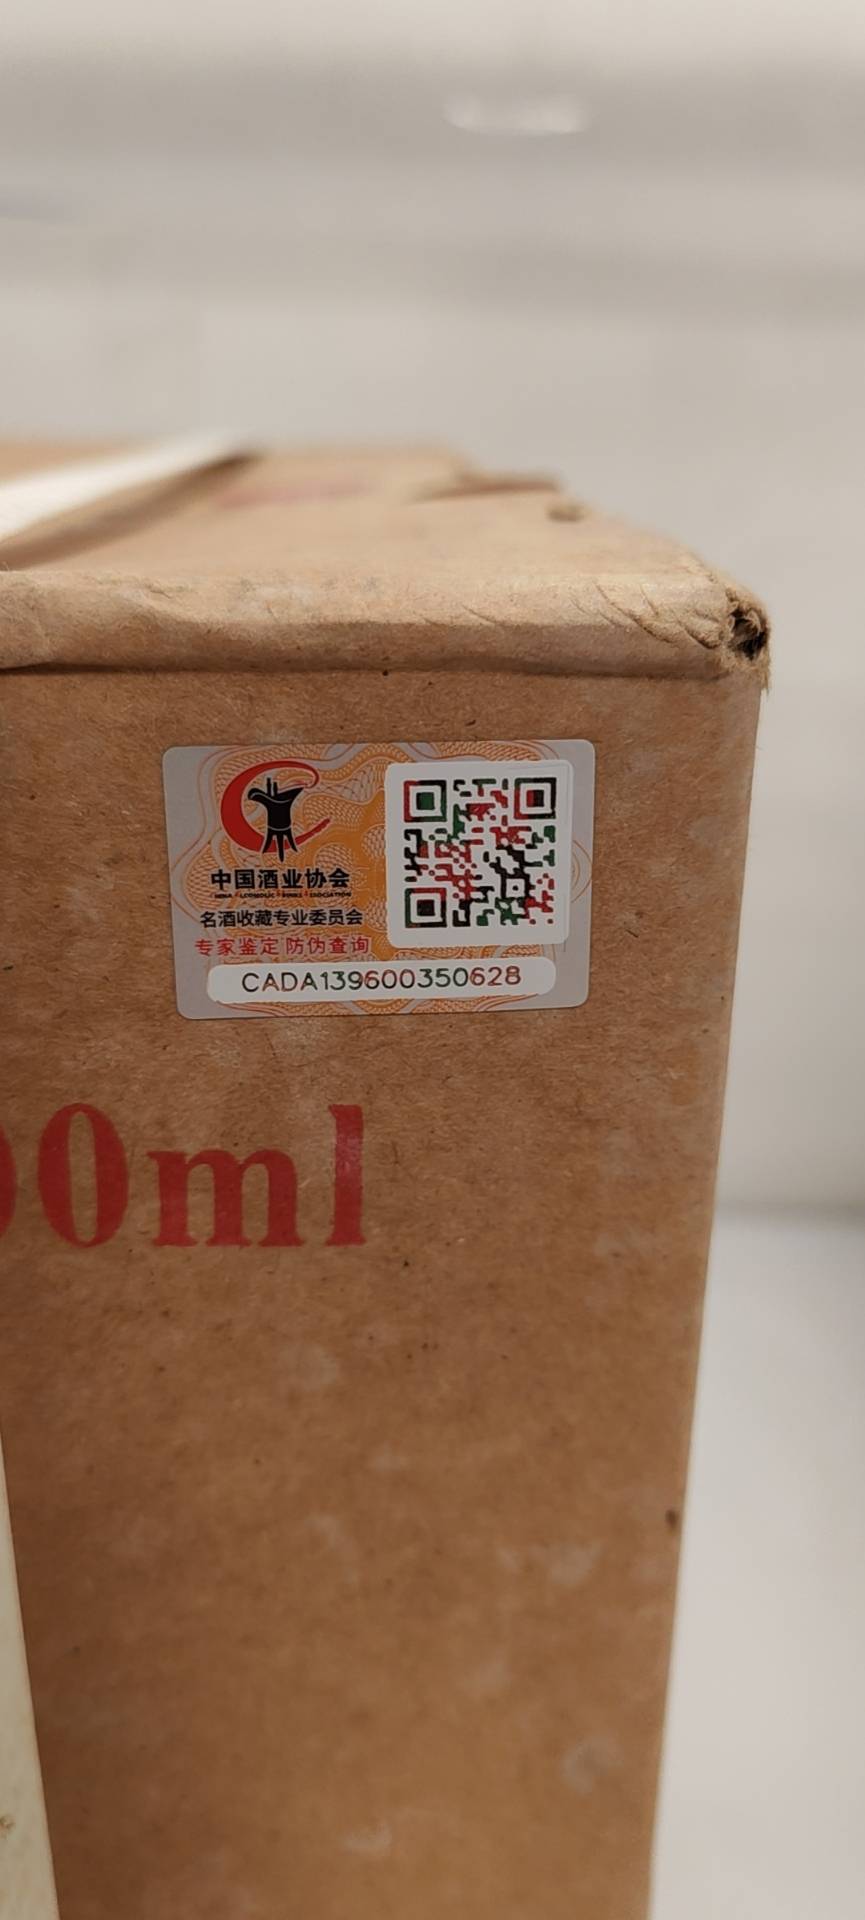 中国酒业协会
名酒收藏专业委员会
专家鉴定防伪查询
CADA139600350628
00ml